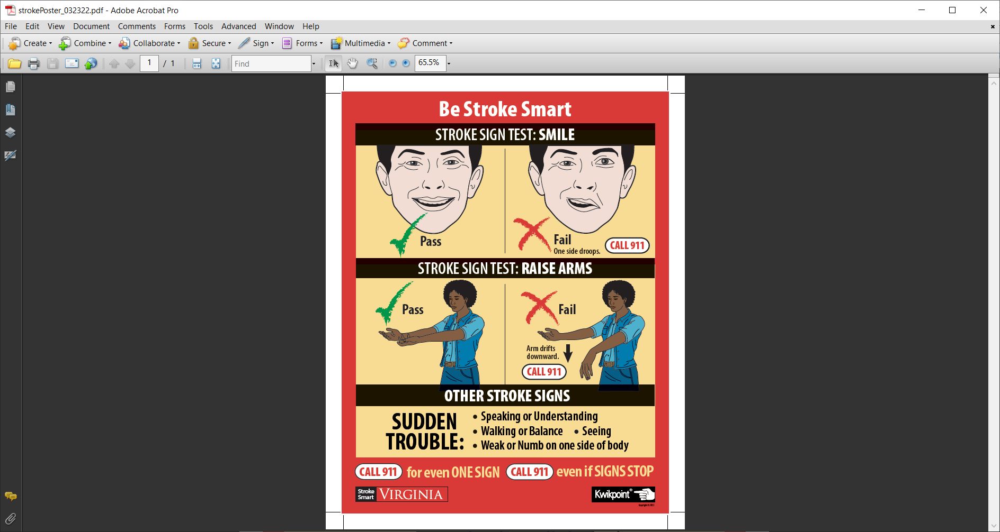 strokePoster_032322.pdf - Adobe Acrobat Pro
File Edit View Document Comments Forms Tools Advanced Window Help
Create Combine Collaborate Secure Sign Forms Multimedia Comment
1 / 1 Find 65.5%
Be Stroke Smart
STROKE SIGN TEST: SMILE
Pass
Fail
One side droops.
CALL 911
STROKE SIGN TEST: RAISE ARMS
Pass
Fail
Arm drifts
downward.
CALL 911
OTHER STROKE SIGNS
SUDDEN
TROUBLE:
• Speaking or Understanding
• Walking or Balance • Seeing
• Weak or Numb on one side of body
CALL 911 for even ONE SIGN CALL 911 even if SIGNS STOP
Stroke
Smart
VIRGINIA
Kwikpoint®